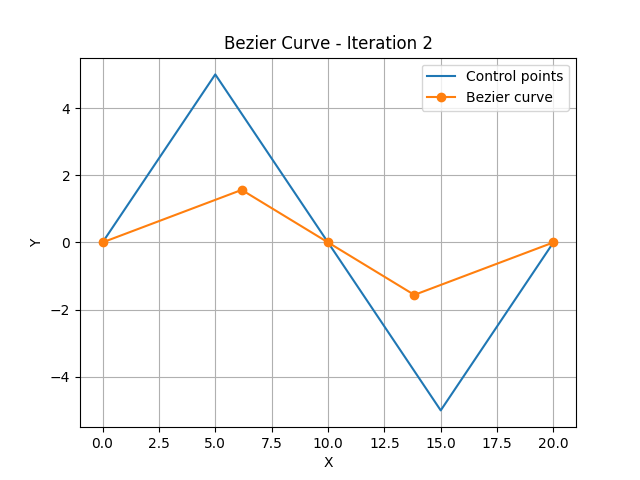 Bezier Curve - Iteration 2
Control points
Bezier curve
Y
4
2
0
−2
−4
0.0 2.5 5.0 7.5 10.0 12.5 15.0 17.5 20.0
X